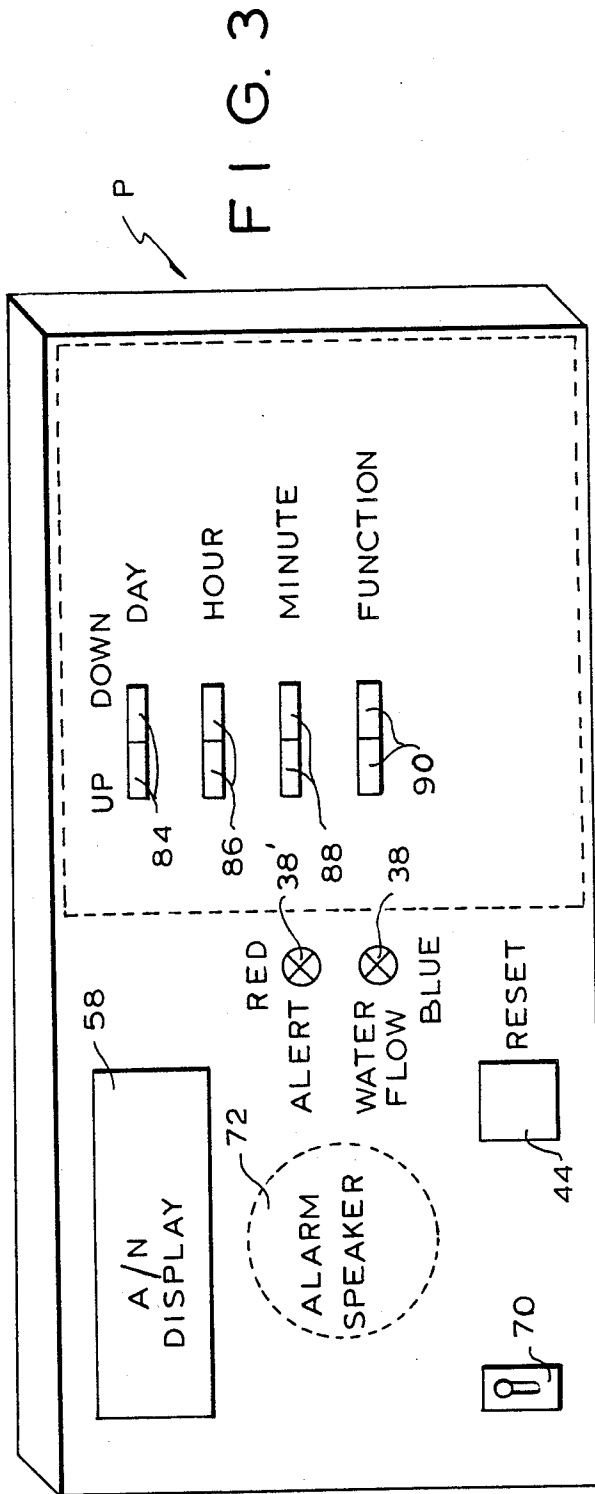 FIG. 3
P
58
A/N
DISPLAY
72
ALARM
SPEAKER
RED
ALERT
38'
WATER
FLOW
38
BLUE
70
44
RESET
UP DOWN
84
DAY
86
HOUR
88
MINUTE
90
FUNCTION